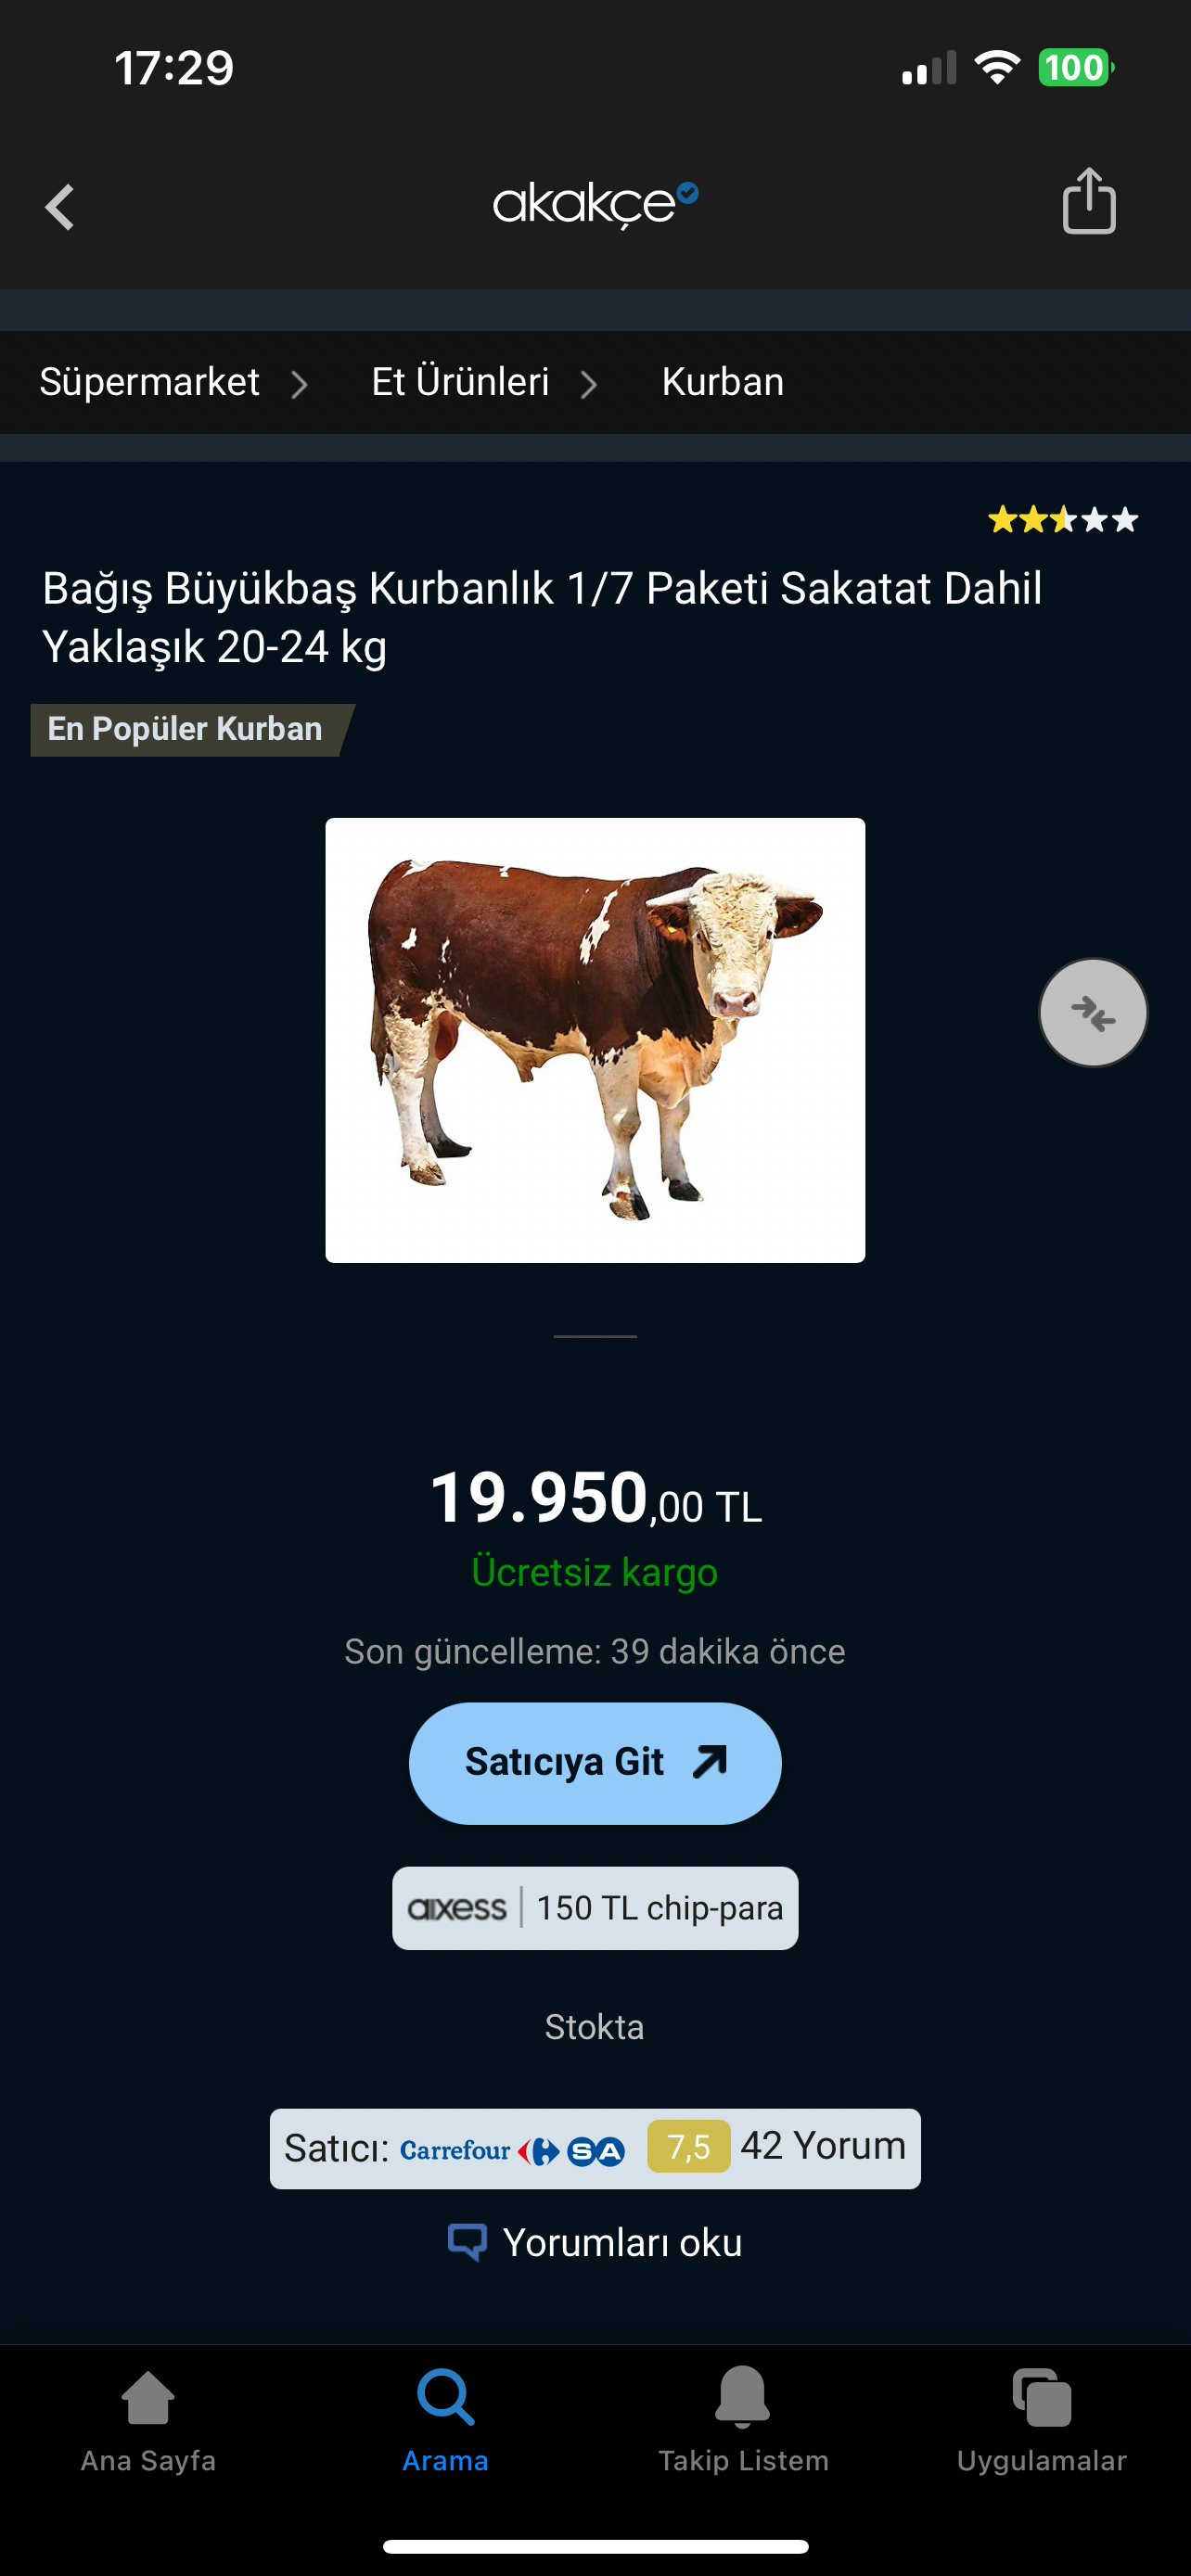 17:29
100
akakçe
Süpermarket
Et Ürünleri
Kurban
Bağış Büyükbaş Kurbanlık 1/7 Paketi Sakatat Dahil
Yaklaşık 20-24 kg
En Popüler Kurban
19.950,00 TL
Ücretsiz kargo
Son güncelleme: 39 dakika önce
Satıcıya Git
axess 150 TL chip-para
Stokta
Satıcı: Carrefour SA 7,5 42 Yorum
Yorumları oku
Ana Sayfa
Arama
Takip Listem
Uygulamalar